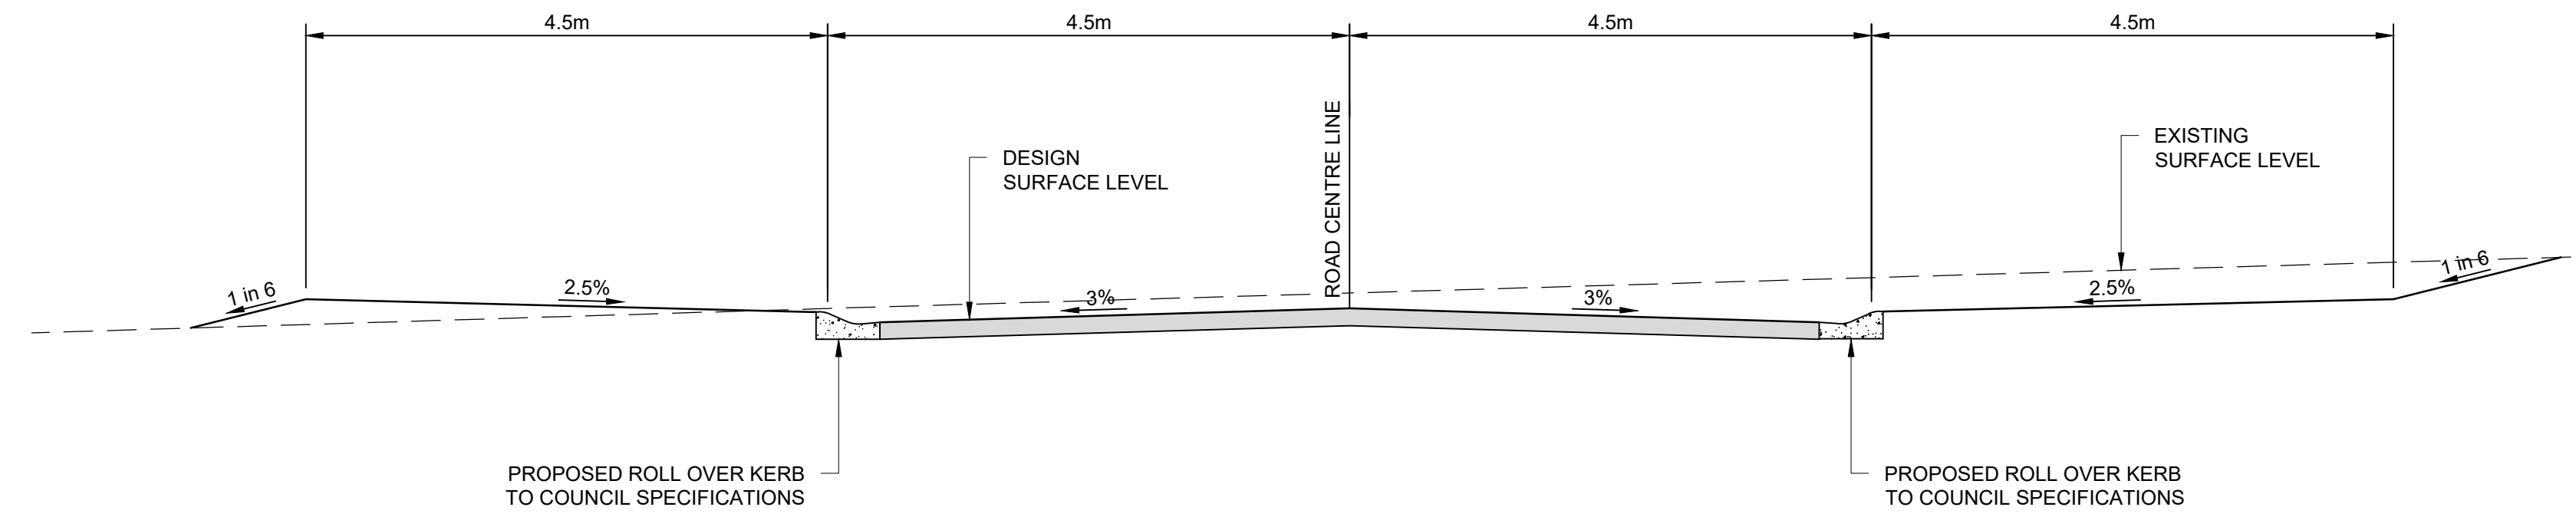 4.5m
4.5m
4.5m
4.5m
ROAD CENTRE LINE
EXISTING
SURFACE LEVEL
DESIGN
SURFACE LEVEL
1 in 6
2.5%
3%
3%
2.5%
1 in 6
PROPOSED ROLL OVER KERB
TO COUNCIL SPECIFICATIONS
PROPOSED ROLL OVER KERB
TO COUNCIL SPECIFICATIONS